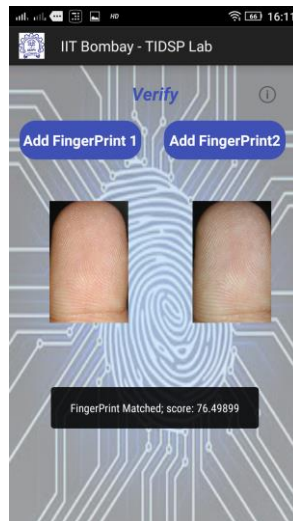 HD 66 16:11
IIT Bombay - TIDSP Lab
Verify
Add FingerPrint 1 Add FingerPrint2
FingerPrint Matched; score: 76.49899